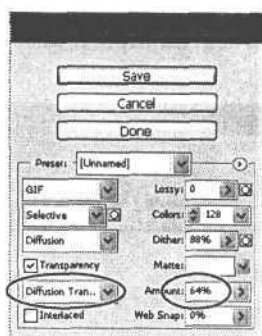 Save
Cancel
Done
Preset: [Unnamed]
GIF Lossy: 0
Selective Colors: 128
Diffusion Dither: 88%
Transparency Matte:
Diffusion Tran... Amount: 64%
Interlaced Web Snap: 0%